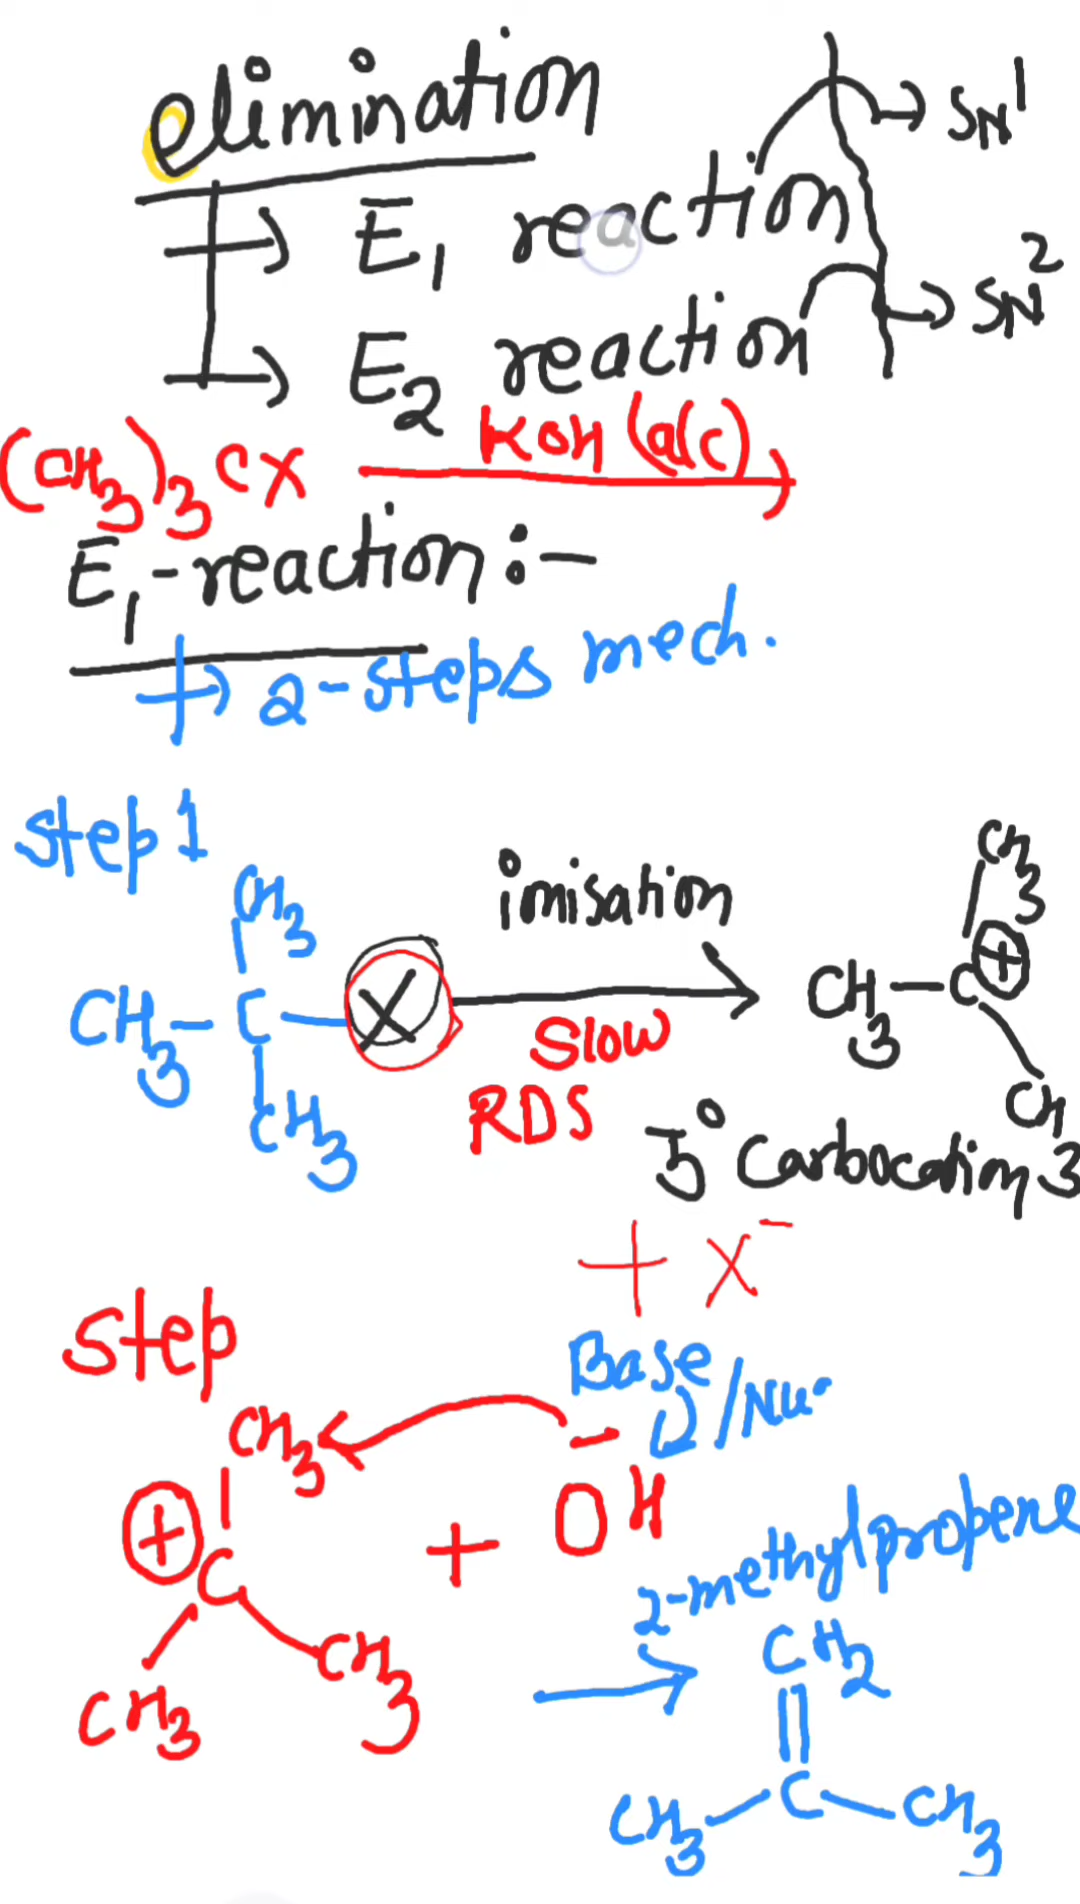 elimination
→ SN¹
→ E₁ reaction
→ SN²
→ E₂ reaction
(CH₃)₃CX KOH (alc) →
E₁-reaction :-
→ 2-steps mech.
Step 1
CH₃
CH₃
imisation
CH₃-C-X
CH₃-C⊕
Slow
CH₃
CH₃
RDS
3° Carbocation
+ X⁻
Step
Base/Nu
CH₃
-
⊕
+ OH
C
2-methylpropene
CH₃
CH₃
→
CH₂
||
CH₃-C-CH₃